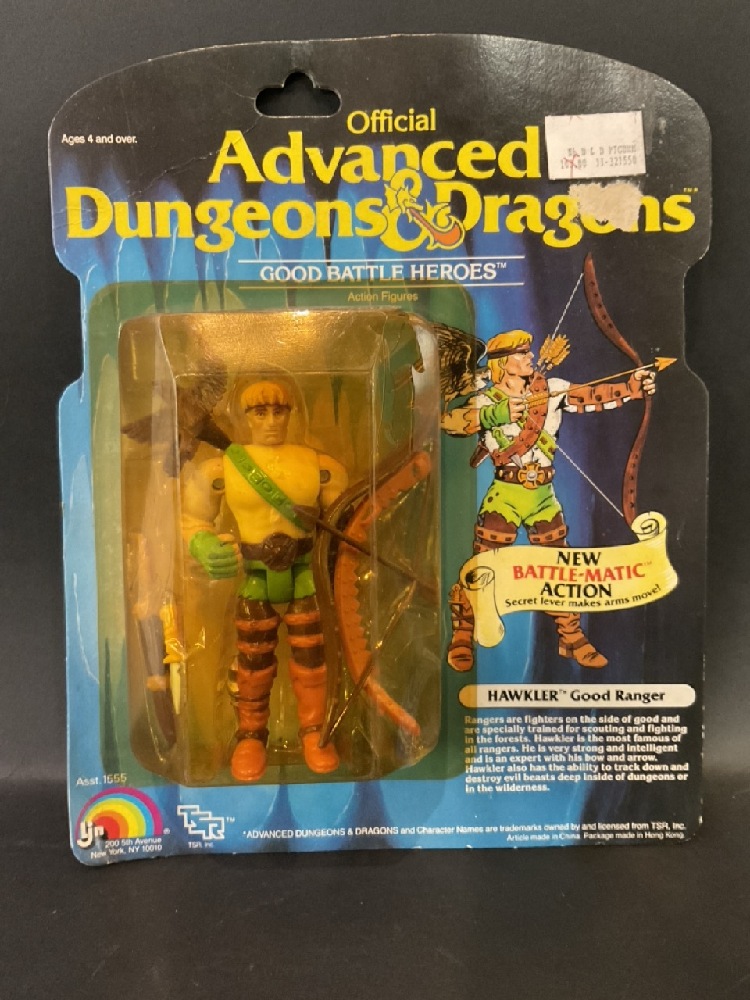 Ages 4 and over.
Official
Advanced
Dungeons & Dragons™
GOOD BATTLE HEROES™
Action Figures
NEW
BATTLE-MATIC™
ACTION
Secret lever makes arms move!
HAWKLER™ Good Ranger
Rangers are fighters on the side of good and
are specially trained for scouting and fighting
in the forests. Hawkler is the most famous of
all rangers. He is very strong and intelligent
and is an expert with his bow and arrow.
Hawkler also has the ability to track down and
destroy evil beasts deep inside of dungeons or
in the wilderness.
Asst. 1555
ljn ®
200 5th Avenue
New York, NY 10010
TSR™
TSR, Inc.
*ADVANCED DUNGEONS & DRAGONS and Character Names are trademarks owned by and licensed from TSR, Inc.
Article made in China. Package made in Hong Kong.